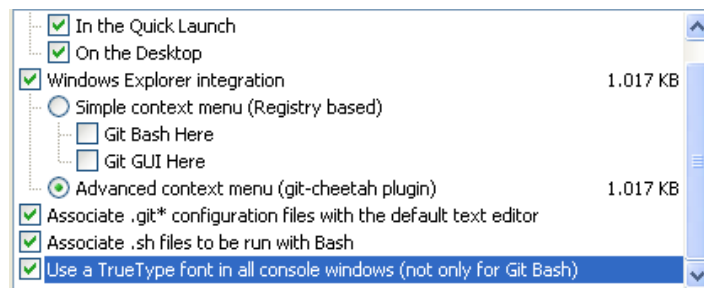 In the Quick Launch
On the Desktop
Windows Explorer integration 1.017 KB
Simple context menu (Registry based)
Git Bash Here
Git GUI Here
Advanced context menu (git-cheetah plugin) 1.017 KB
Associate .git* configuration files with the default text editor
Associate .sh files to be run with Bash
Use a TrueType font in all console windows (not only for Git Bash)